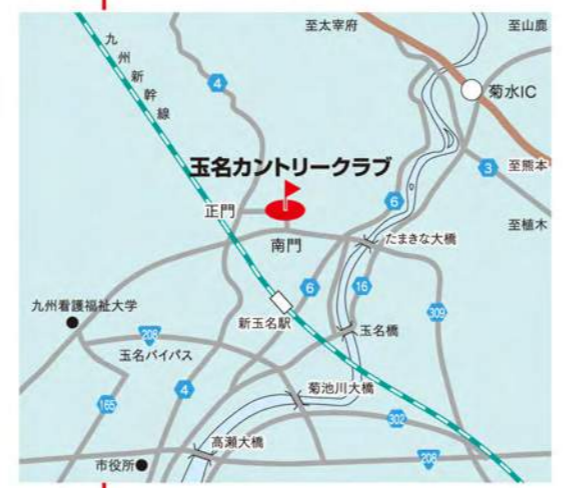 至太宰府
至山鹿
九州新幹線
4
菊水IC
玉名カントリークラブ
3
至熊本
正門
6
至植木
南門
たまきな大橋
6
16
309
九州看護福祉大学
新玉名駅
玉名橋
208
玉名バイパス
4
菊池川大橋
165
302
高瀬大橋
208
市役所